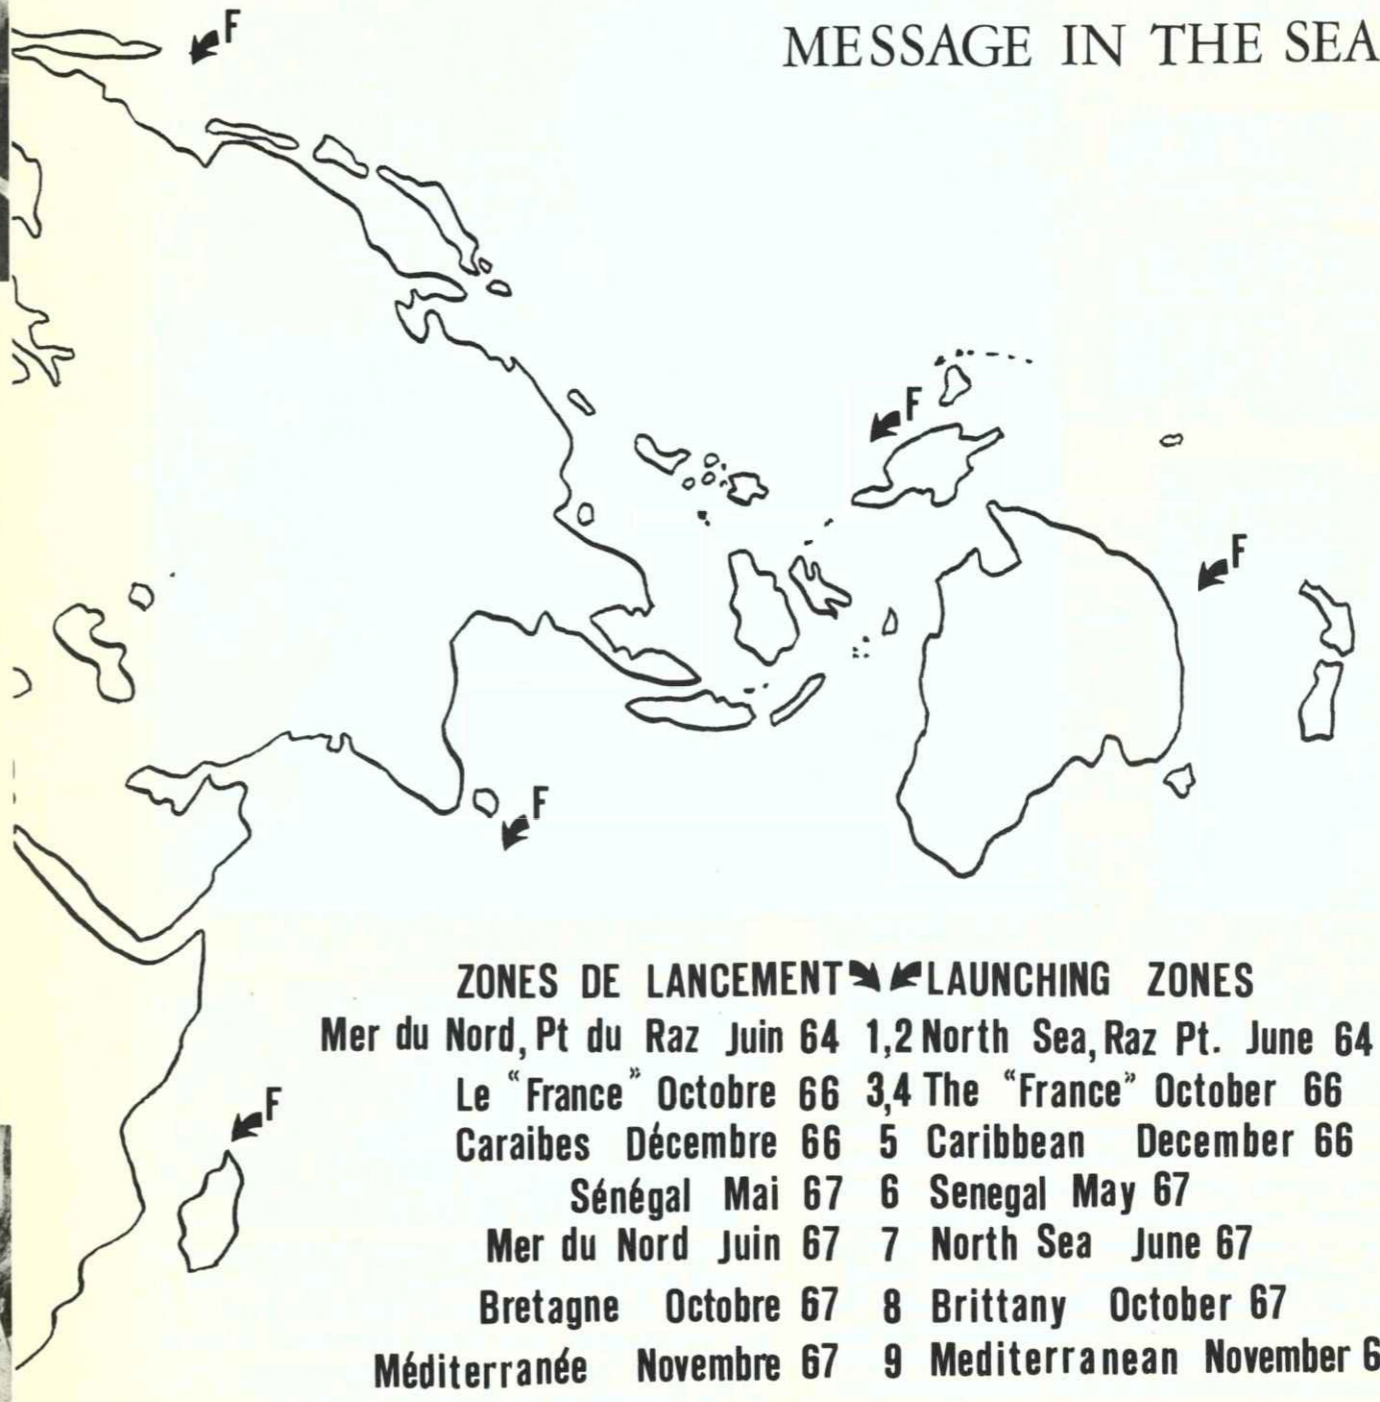 MESSAGE IN THE SEA
F
F
F
F
F
ZONES DE LANCEMENT LAUNCHING ZONES
Mer du Nord, Pt du Raz Juin 64 1,2 North Sea, Raz Pt. June 64
Le “France” Octobre 66 3,4 The “France” October 66
Caraibes Décembre 66 5 Caribbean December 66
Sénégal Mai 67 6 Senegal May 67
Mer du Nord Juin 67 7 North Sea June 67
Bretagne Octobre 67 8 Brittany October 67
Méditerranée Novembre 67 9 Mediterranean November 6